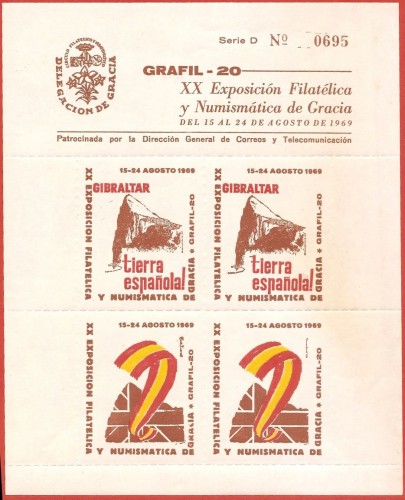 Serie D Nº 0695
CIRCULO FILATELICO Y NUMISMATICO
DELEGACION DE GRACIA
GRAFIL - 20
XX Exposición Filatélica
y Numismática de Gracia
DEL 15 AL 24 DE AGOSTO DE 1969
Patrocinada por la Dirección General de Correos y Telecomunicación
15-24 AGOSTO 1969
XX EXPOSICION FILATELICA
Y NUMISMATICA DE
GRACIA * GRAFIL-20
GIBRALTAR
tierra
española!
15-24 AGOSTO 1969
XX EXPOSICION FILATELICA
Y NUMISMATICA DE
GRACIA * GRAFIL-20
GIBRALTAR
tierra
española!
15-24 AGOSTO 1969
XX EXPOSICION FILATELICA
Y NUMISMATICA DE
GRACIA * GRAFIL-20
15-24 AGOSTO 1969
XX EXPOSICION FILATELICA
Y NUMISMATICA DE
GRACIA * GRAFIL-20